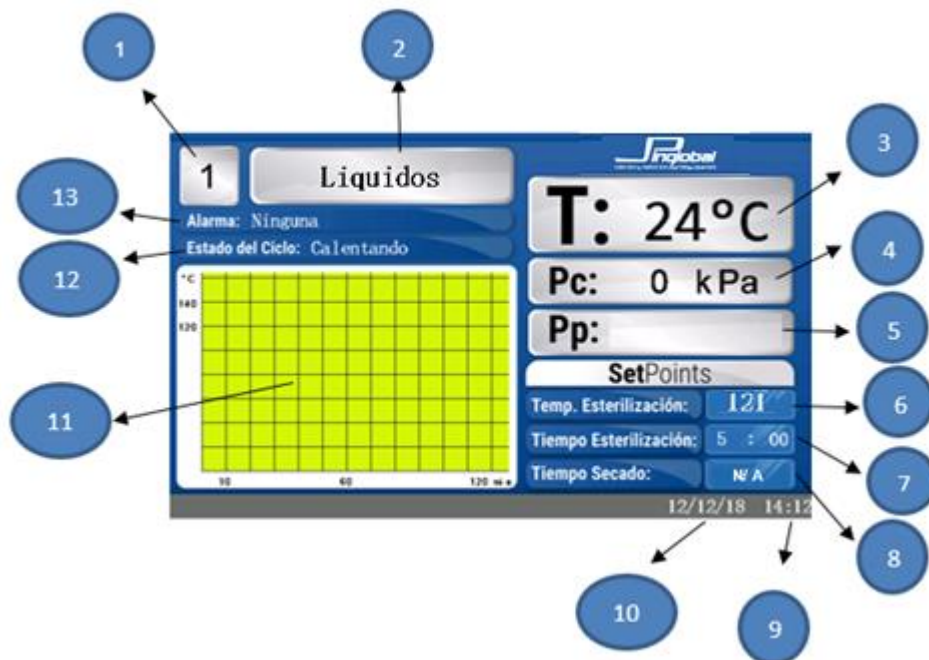 1
2
3
4
5
6
7
8
9
10
11
12
13
1
Liquidos
Alarma: Ninguna
Estado del Ciclo: Calentando
°C
140
120
10 60 120
Pinglobal
T: 24°C
Pc: 0 kPa
Pp:
SetPoints
Temp. Esterilización: 121
Tiempo Esterilización: 5 : 00
Tiempo Secado: N/A
12/12/18 14:12